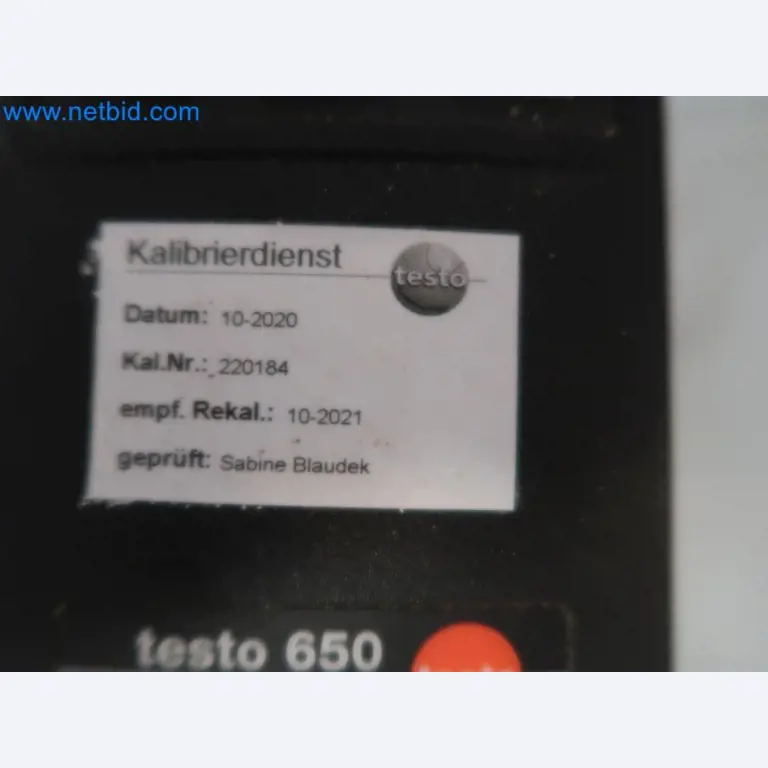 www.netbid.com
Kalibrierdienst
testo
Datum: 10-2020
Kal.Nr.: 220184
empf. Rekal.: 10-2021
geprüft: Sabine Blaudek
testo 650
testo